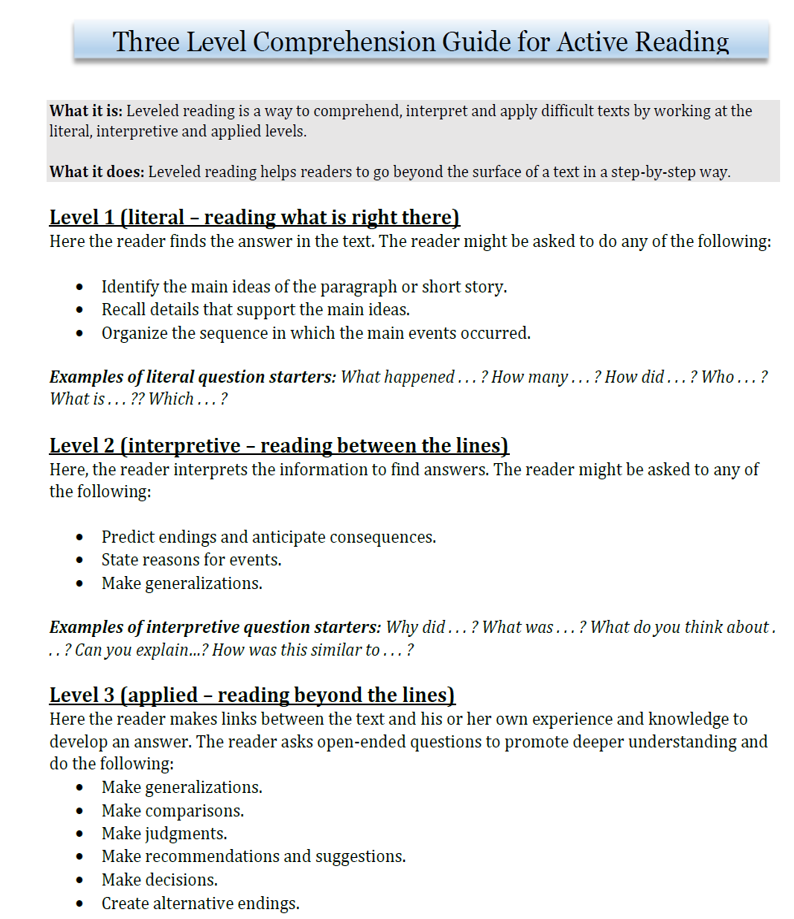 Three Level Comprehension Guide for Active Reading
What it is: Leveled reading is a way to comprehend, interpret and apply difficult texts by working at the
literal, interpretive and applied levels.
What it does: Leveled reading helps readers to go beyond the surface of a text in a step-by-step way.
Level 1 (literal – reading what is right there)
Here the reader finds the answer in the text. The reader might be asked to do any of the following:
• Identify the main ideas of the paragraph or short story.
• Recall details that support the main ideas.
• Organize the sequence in which the main events occurred.
Examples of literal question starters: What happened . . . ? How many . . . ? How did . . . ? Who . . . ?
What is . . . ?? Which . . . ?
Level 2 (interpretive – reading between the lines)
Here, the reader interprets the information to find answers. The reader might be asked to any of
the following:
• Predict endings and anticipate consequences.
• State reasons for events.
• Make generalizations.
Examples of interpretive question starters: Why did . . . ? What was . . . ? What do you think about .
. . ? Can you explain...? How was this similar to . . . ?
Level 3 (applied – reading beyond the lines)
Here the reader makes links between the text and his or her own experience and knowledge to
develop an answer. The reader asks open-ended questions to promote deeper understanding and
do the following:
• Make generalizations.
• Make comparisons.
• Make judgments.
• Make recommendations and suggestions.
• Make decisions.
• Create alternative endings.